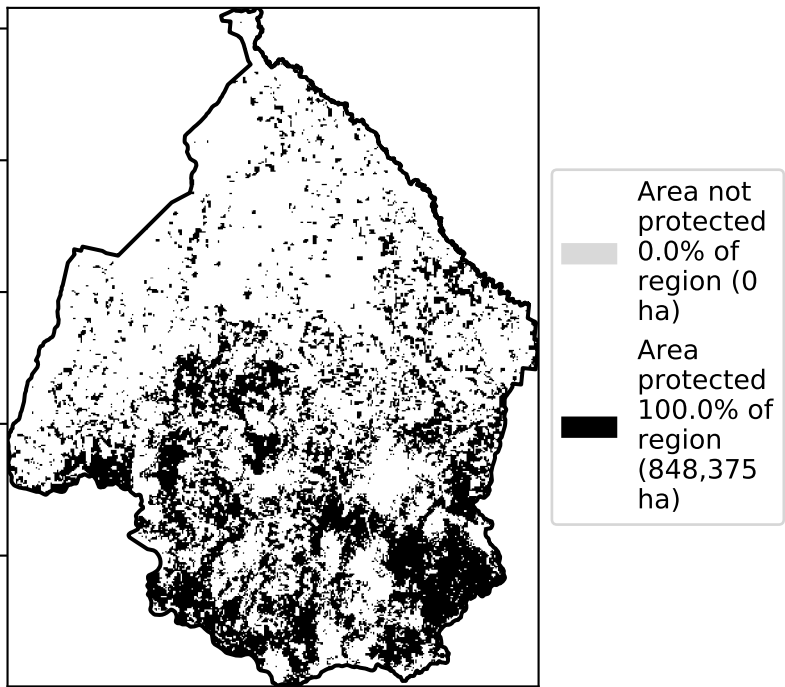 Area not
protected
0.0% of
region (0
ha)
Area
protected
100.0% of
region
(848,375
ha)